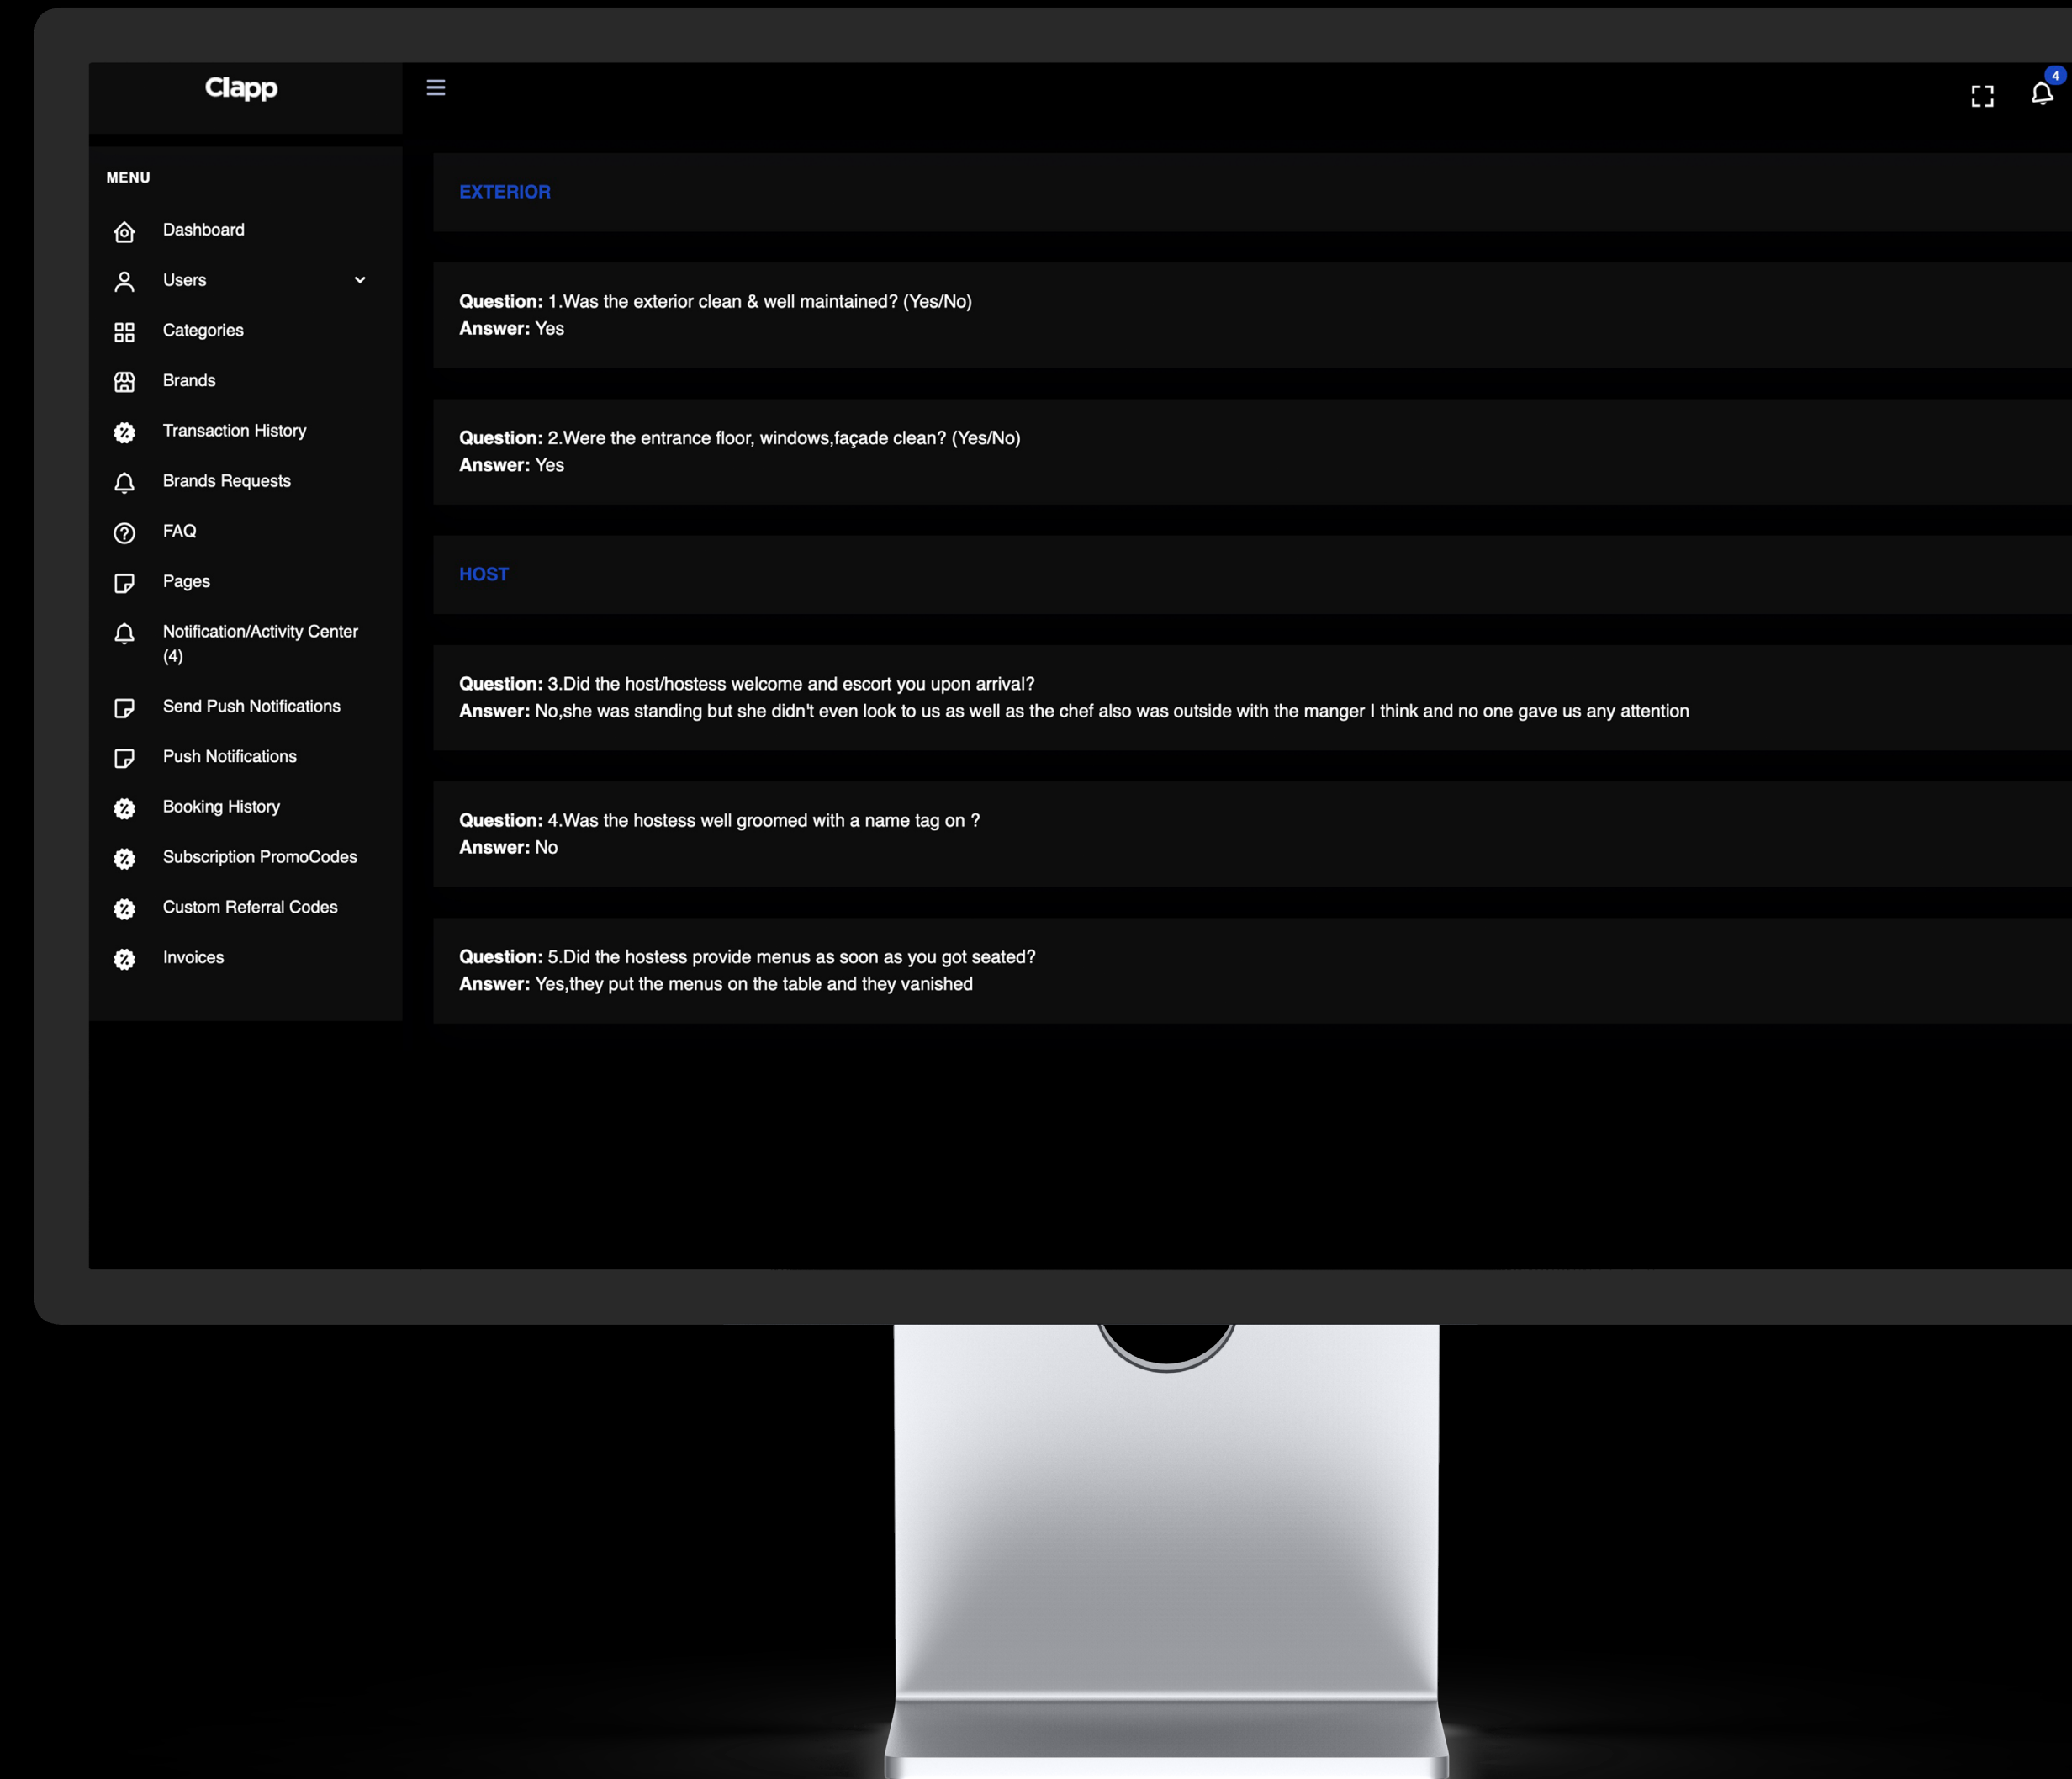 Clapp
4
MENU
Dashboard
Users
Categories
Brands
Transaction History
Brands Requests
FAQ
Pages
Notification/Activity Center
(4)
Send Push Notifications
Push Notifications
Booking History
Subscription PromoCodes
Custom Referral Codes
Invoices
EXTERIOR
Question: 1.Was the exterior clean & well maintained? (Yes/No)
Answer: Yes
Question: 2.Were the entrance floor, windows,façade clean? (Yes/No)
Answer: Yes
HOST
Question: 3.Did the host/hostess welcome and escort you upon arrival?
Answer: No,she was standing but she didn't even look to us as well as the chef also was outside with the manger I think and no one gave us any attention
Question: 4.Was the hostess well groomed with a name tag on ?
Answer: No
Question: 5.Did the hostess provide menus as soon as you got seated?
Answer: Yes,they put the menus on the table and they vanished